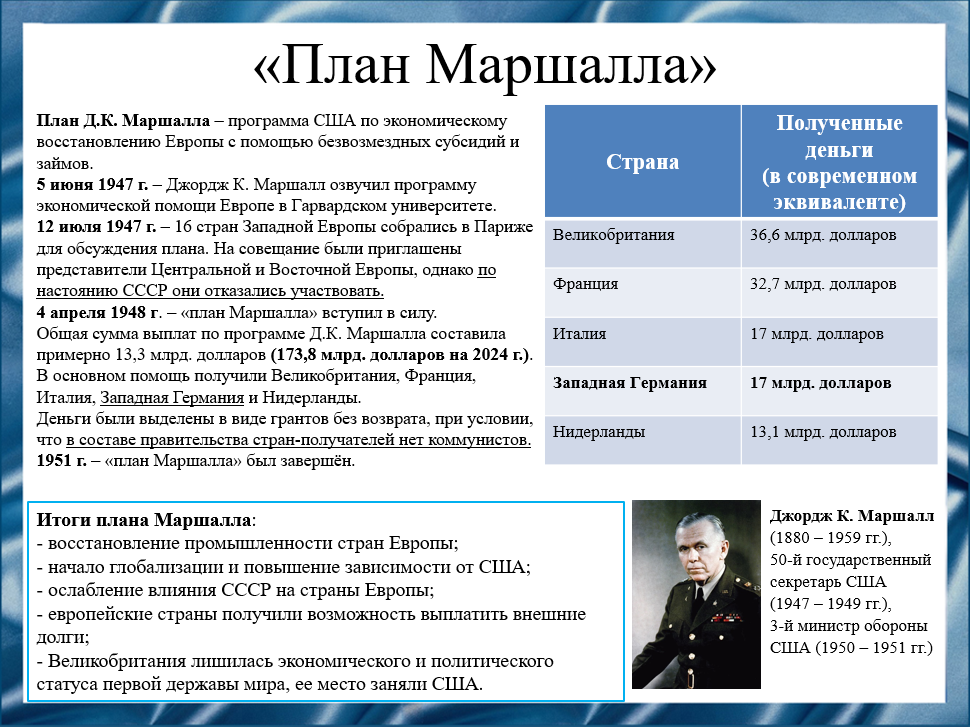 «План Маршалла»
План Д.К. Маршалла – программа США по экономическому
восстановлению Европы с помощью безвозмездных субсидий и
займов.
5 июня 1947 г. – Джордж К. Маршалл озвучил программу
экономической помощи Европе в Гарвардском университете.
12 июля 1947 г. – 16 стран Западной Европы собрались в Париже
для обсуждения плана. На совещание были приглашены
представители Центральной и Восточной Европы, однако по
настоянию СССР они отказались участвовать.
4 апреля 1948 г. – «план Маршалла» вступил в силу.
Общая сумма выплат по программе Д.К. Маршалла составила
примерно 13,3 млрд. долларов (173,8 млрд. долларов на 2024 г.).
В основном помощь получили Великобритания, Франция,
Италия, Западная Германия и Нидерланды.
Деньги были выделены в виде грантов без возврата, при условии,
что в составе правительства стран-получателей нет коммунистов.
1951 г. – «план Маршалла» был завершён.
Страна
Полученные
деньги
(в современном
эквиваленте)
Великобритания 36,6 млрд. долларов
Франция 32,7 млрд. долларов
Италия 17 млрд. долларов
Западная Германия 17 млрд. долларов
Нидерланды 13,1 млрд. долларов
Итоги плана Маршалла:
- восстановление промышленности стран Европы;
- начало глобализации и повышение зависимости от США;
- ослабление влияния СССР на страны Европы;
- европейские страны получили возможность выплатить внешние
долги;
- Великобритания лишилась экономического и политического
статуса первой державы мира, ее место заняли США.
Джордж К. Маршалл
(1880 – 1959 гг.),
50-й государственный
секретарь США
(1947 – 1949 гг.),
3-й министр обороны
США (1950 – 1951 гг.)